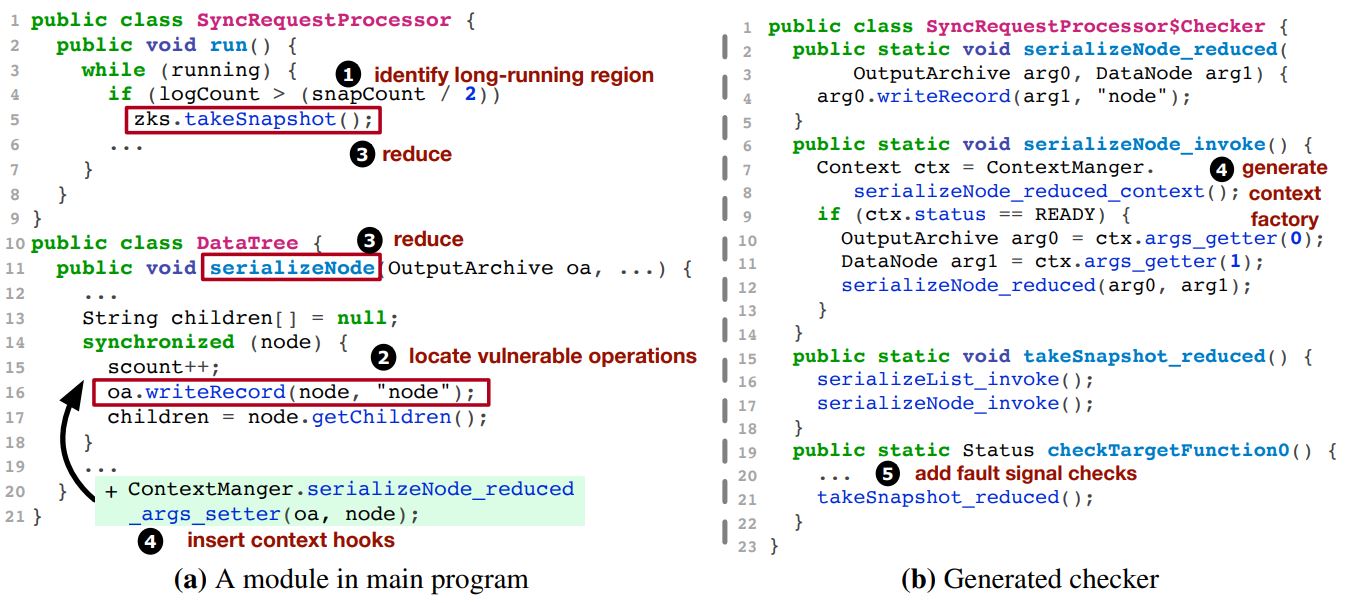 1 public class SyncRequestProcessor {
2 public void run() {
3 while (running) { 1 identify long-running region
4 if (logCount > (snapCount / 2))
5 zks.takeSnapshot();
6 ... 3 reduce
7 }
8 }
9 }
10 public class DataTree { 3 reduce
11 public void serializeNode(OutputArchive oa, ...) {
12 ...
13 String children[] = null;
14 synchronized (node) {
15 scount++; 2 locate vulnerable operations
16 oa.writeRecord(node, "node");
17 children = node.getChildren();
18 }
19 ...
20 } + ContextManger.serializeNode_reduced
21 } _args_setter(oa, node);
4 insert context hooks
(a) A module in main program
1 public class SyncRequestProcessor$Checker {
2 public static void serializeNode_reduced(
3 OutputArchive arg0, DataNode arg1) {
4 arg0.writeRecord(arg1, "node");
5 }
6 public static void serializeNode_invoke() {
7 Context ctx = ContextManger. 4 generate
8 serializeNode_reduced_context(); context
9 if (ctx.status == READY) { factory
10 OutputArchive arg0 = ctx.args_getter(0);
11 DataNode arg1 = ctx.args_getter(1);
12 serializeNode_reduced(arg0, arg1);
13 }
14 }
15 public static void takeSnapshot_reduced() {
16 serializeList_invoke();
17 serializeNode_invoke();
18 }
19 public static Status checkTargetFunction0() {
20 ... 5 add fault signal checks
21 takeSnapshot_reduced();
22 }
23 }
(b) Generated checker